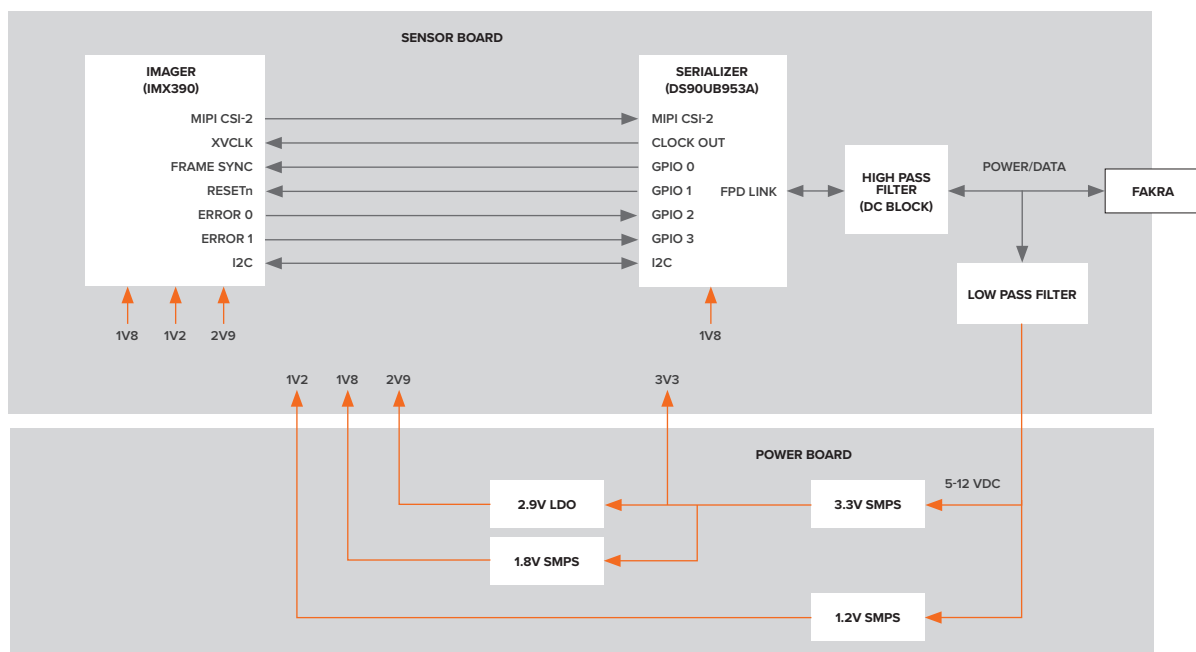 SENSOR BOARD
IMAGER
(IMX390)
MIPI CSI-2
XVCLK
FRAME SYNC
RESETn
ERROR 0
ERROR 1
I2C
1V8 1V2 2V9
SERIALIZER
(DS90UB953A)
MIPI CSI-2
CLOCK OUT
GPIO 0
GPIO 1 FPD LINK
GPIO 2
GPIO 3
I2C
1V8
HIGH PASS
FILTER
(DC BLOCK)
POWER/DATA
FAKRA
LOW PASS FILTER
1V2 1V8 2V9 3V3
POWER BOARD
5-12 VDC
2.9V LDO
3.3V SMPS
1.8V SMPS
1.2V SMPS